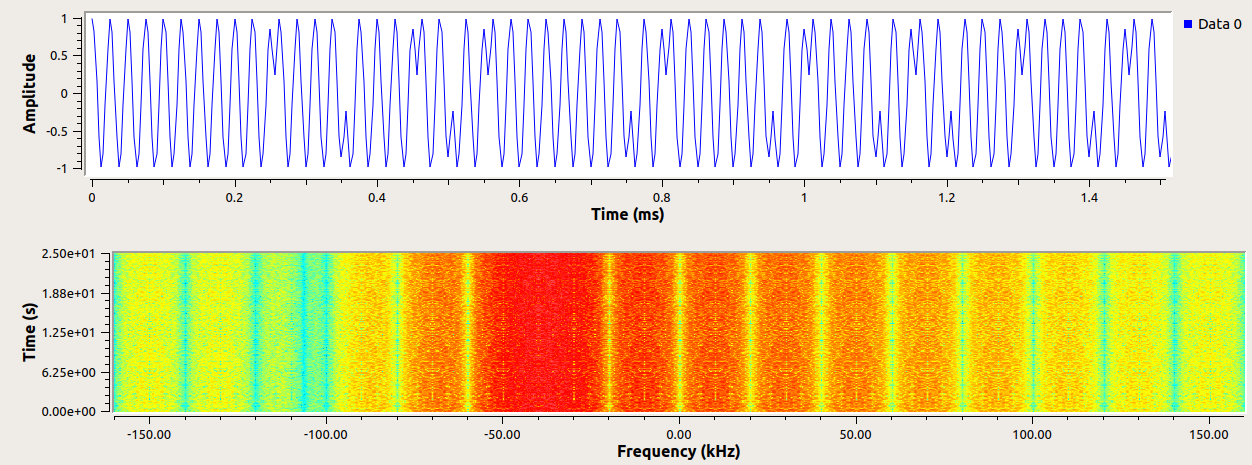 Amplitude
1
0.5
0
-0.5
-1
Data 0
0
0.2
0.4
0.6
0.8
1
1.2
1.4
Time (ms)
Time (s)
2.50e+01
1.88e+01
1.25e+01
6.25e+00
0.00e+00
-150.00
-100.00
-50.00
0.00
50.00
100.00
150.00
Frequency (kHz)